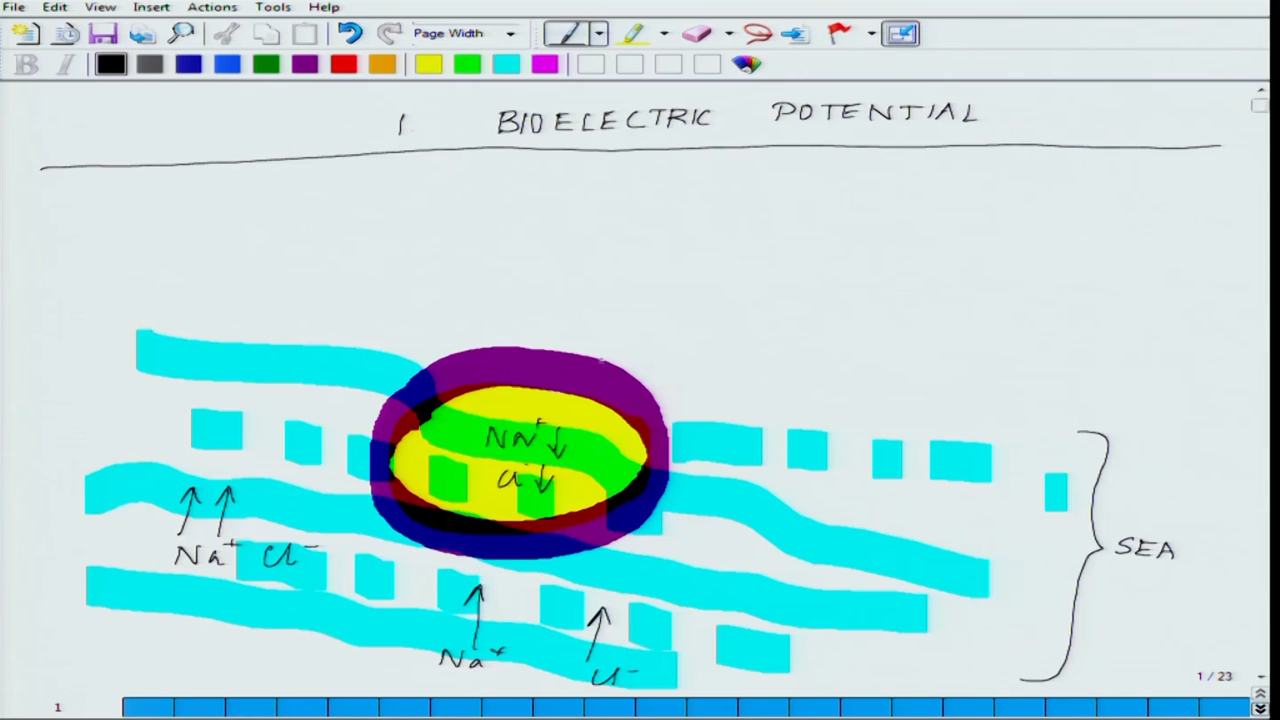 File Edit View Insert Actions Tools Help
Page Width
B I
1 BIOELECTRIC POTENTIAL
Na+ ↓
Cl- ↓
Na+ Cl-
SEA
Na+
Cl-
1 / 23
1